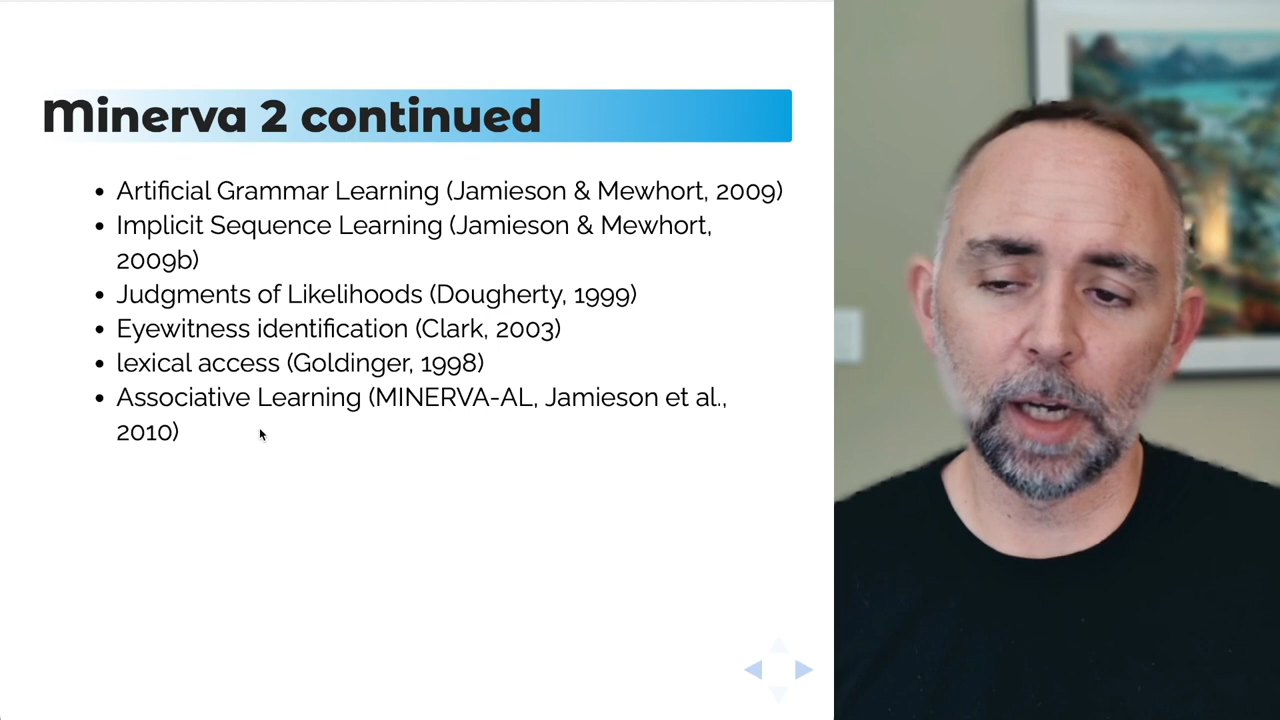 Minerva 2 continued
Artificial Grammar Learning (Jamieson & Mewhort, 2009)
Implicit Sequence Learning (Jamieson & Mewhort,
2009b)
Judgments of Likelihoods (Dougherty, 1999)
Eyewitness identification (Clark, 2003)
lexical access (Goldinger, 1998)
Associative Learning (MINERVA-AL, Jamieson et al.,
2010)